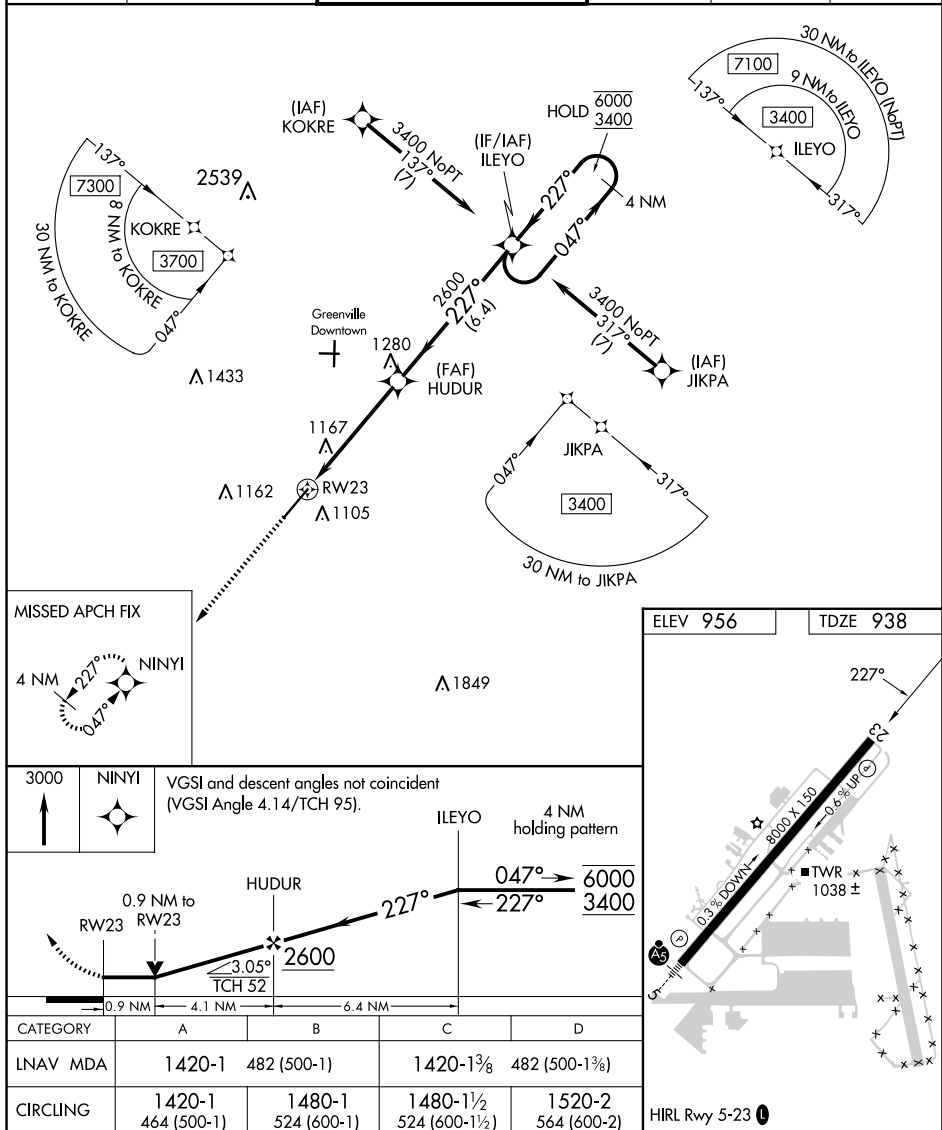 30 NM to ILEYO (NoPT)
7100
9 NM to ILEYO
137°
3400
ILEYO
317°
(IAF)
KOKRE
3400 NoPT
137°
(7)
(IF/IAF)
ILEYO
HOLD 6000
3400
227°
047°
4 NM
137°
7300
8 NM to KOKRE
30 NM to KOKRE
KOKRE
3700
047°
2539
2600
227°
(6.4)
3400 NoPT
317°
(7)
(IAF)
JIKPA
Greenville
Downtown
1280
(FAF)
HUDUR
1433
1167
1162
RW23
1105
JIKPA
047°
317°
3400
30 NM to JIKPA
MISSED APCH FIX
4 NM
227°
047°
NINYI
1849
ELEV 956
TDZE 938
227°
23
8000 X 150
0.6% UP
P
0.3% DOWN
TWR
1038 ±
P
A5
5
HIRL Rwy 5-23 L
3000
NINYI
VGSI and descent angles not coincident
(VGSI Angle 4.14/TCH 95).
ILEYO
4 NM
holding pattern
047°
227°
6000
3400
HUDUR
227°
0.9 NM to
RW23
RW23
2600
3.05°
TCH 52
0.9 NM
4.1 NM
6.4 NM
CATEGORY A B C D
LNAV MDA 1420-1 482 (500-1) 1420-1⅜ 482 (500-1⅜)
CIRCLING 1420-1 1480-1 1480-1½ 1520-2
464 (500-1) 524 (600-1) 524 (600-1½) 564 (600-2)